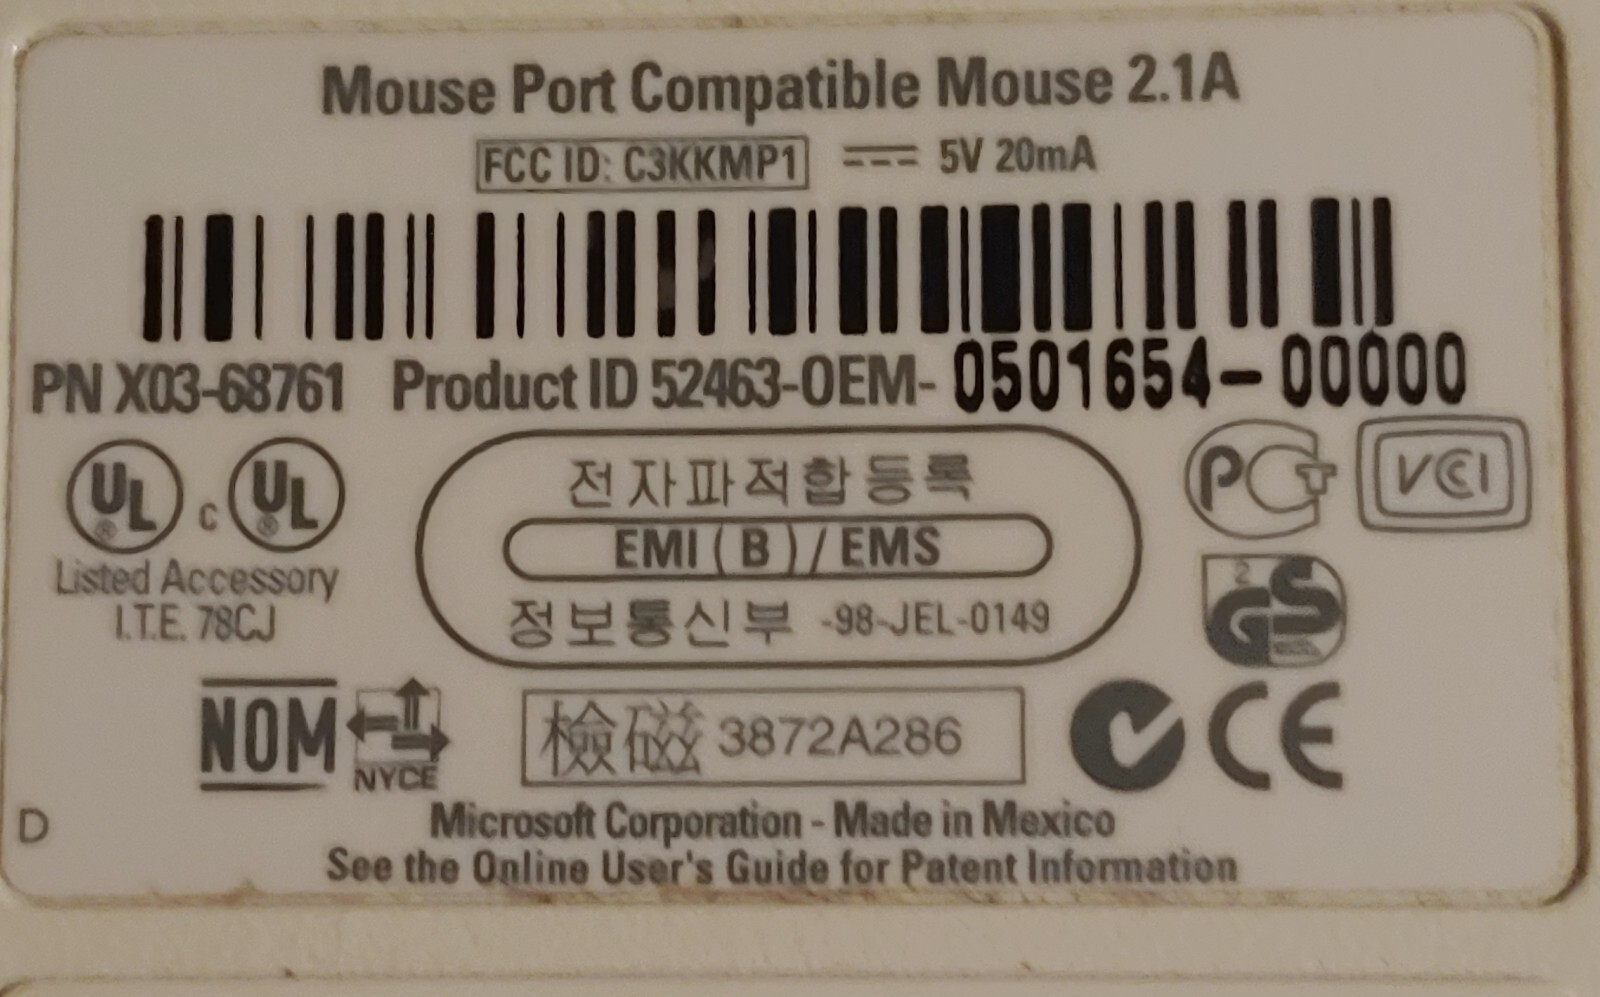 Mouse Port Compatible Mouse 2.1A
FCC ID: C3KKMP1 5V 20mA
PN X03-68761 Product ID 52463-OEM-0501654-00000
UL ® c UL ®
Listed Accessory
I.T.E. 78CJ
전자파적합등록
EMI ( B ) / EMS
정보통신부 -98-JEL-0149
PCT
VCCI
2
GS
NOM
NYCE
檢磁 3872A286
CE
D
Microsoft Corporation - Made in Mexico
See the Online User's Guide for Patent Information